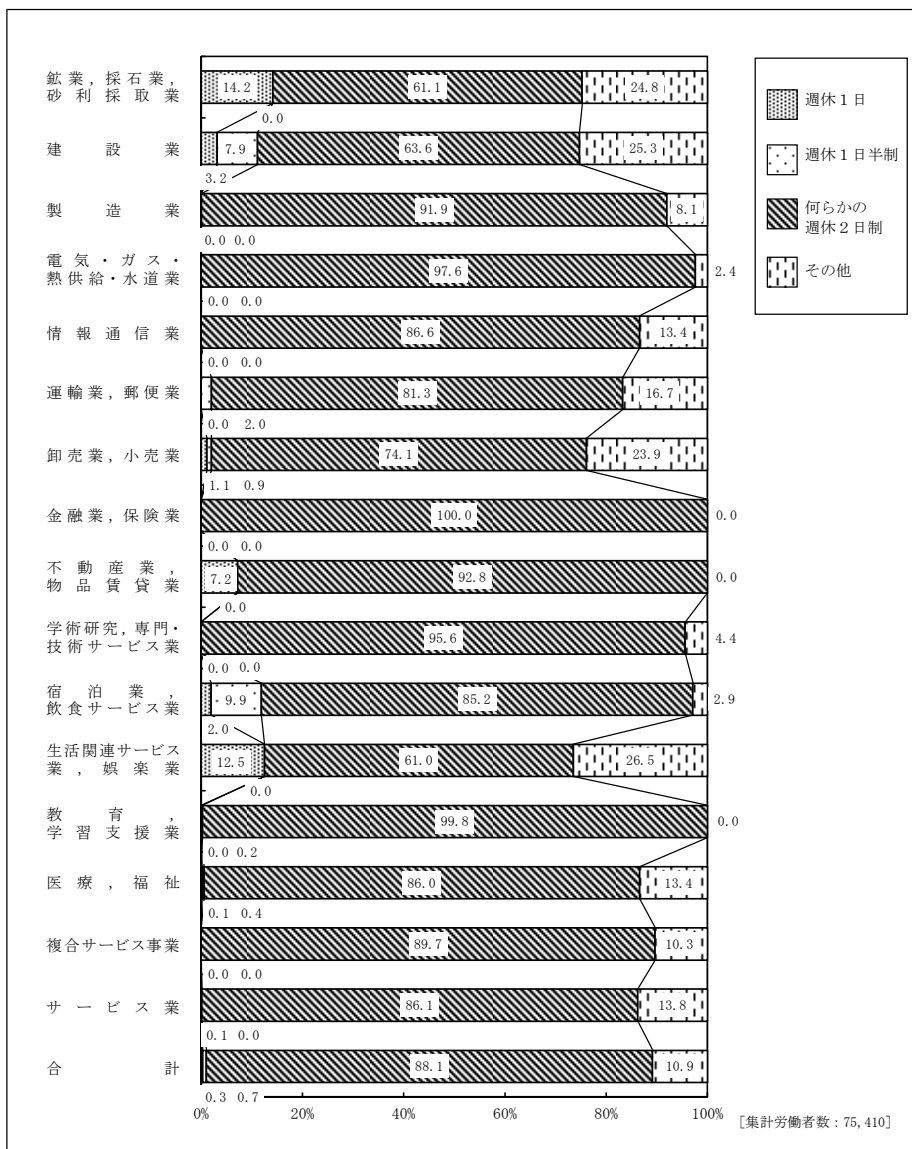 鉱業，採石業，
砂利採取業
14.2
61.1
24.8
0.0
建設業
7.9
63.6
25.3
3.2
製造業
91.9
8.1
0.0 0.0
電気・ガス・
熱供給・水道業
97.6
2.4
0.0 0.0
情報通信業
86.6
13.4
0.0 0.0
運輸業，郵便業
81.3
16.7
0.0 2.0
卸売業，小売業
74.1
23.9
1.1 0.9
金融業，保険業
100.0
0.0
0.0 0.0
不動産業，
物品賃貸業
7.2
92.8
0.0
0.0
学術研究，専門・
技術サービス業
95.6
4.4
0.0 0.0
宿泊業，
飲食サービス業
9.9
85.2
2.9
2.0
生活関連サービス
業，娯楽業
12.5
61.0
26.5
0.0
教育，
学習支援業
99.8
0.0
0.0 0.2
医療，福祉
86.0
13.4
0.1 0.4
複合サービス事業
89.7
10.3
0.0 0.0
サービス業
86.1
13.8
0.1 0.0
合計
88.1
10.9
0.3 0.7
0% 20% 40% 60% 80% 100%
［集計労働者数：75,410］
週休１日
週休１日半制
何らかの
週休２日制
その他